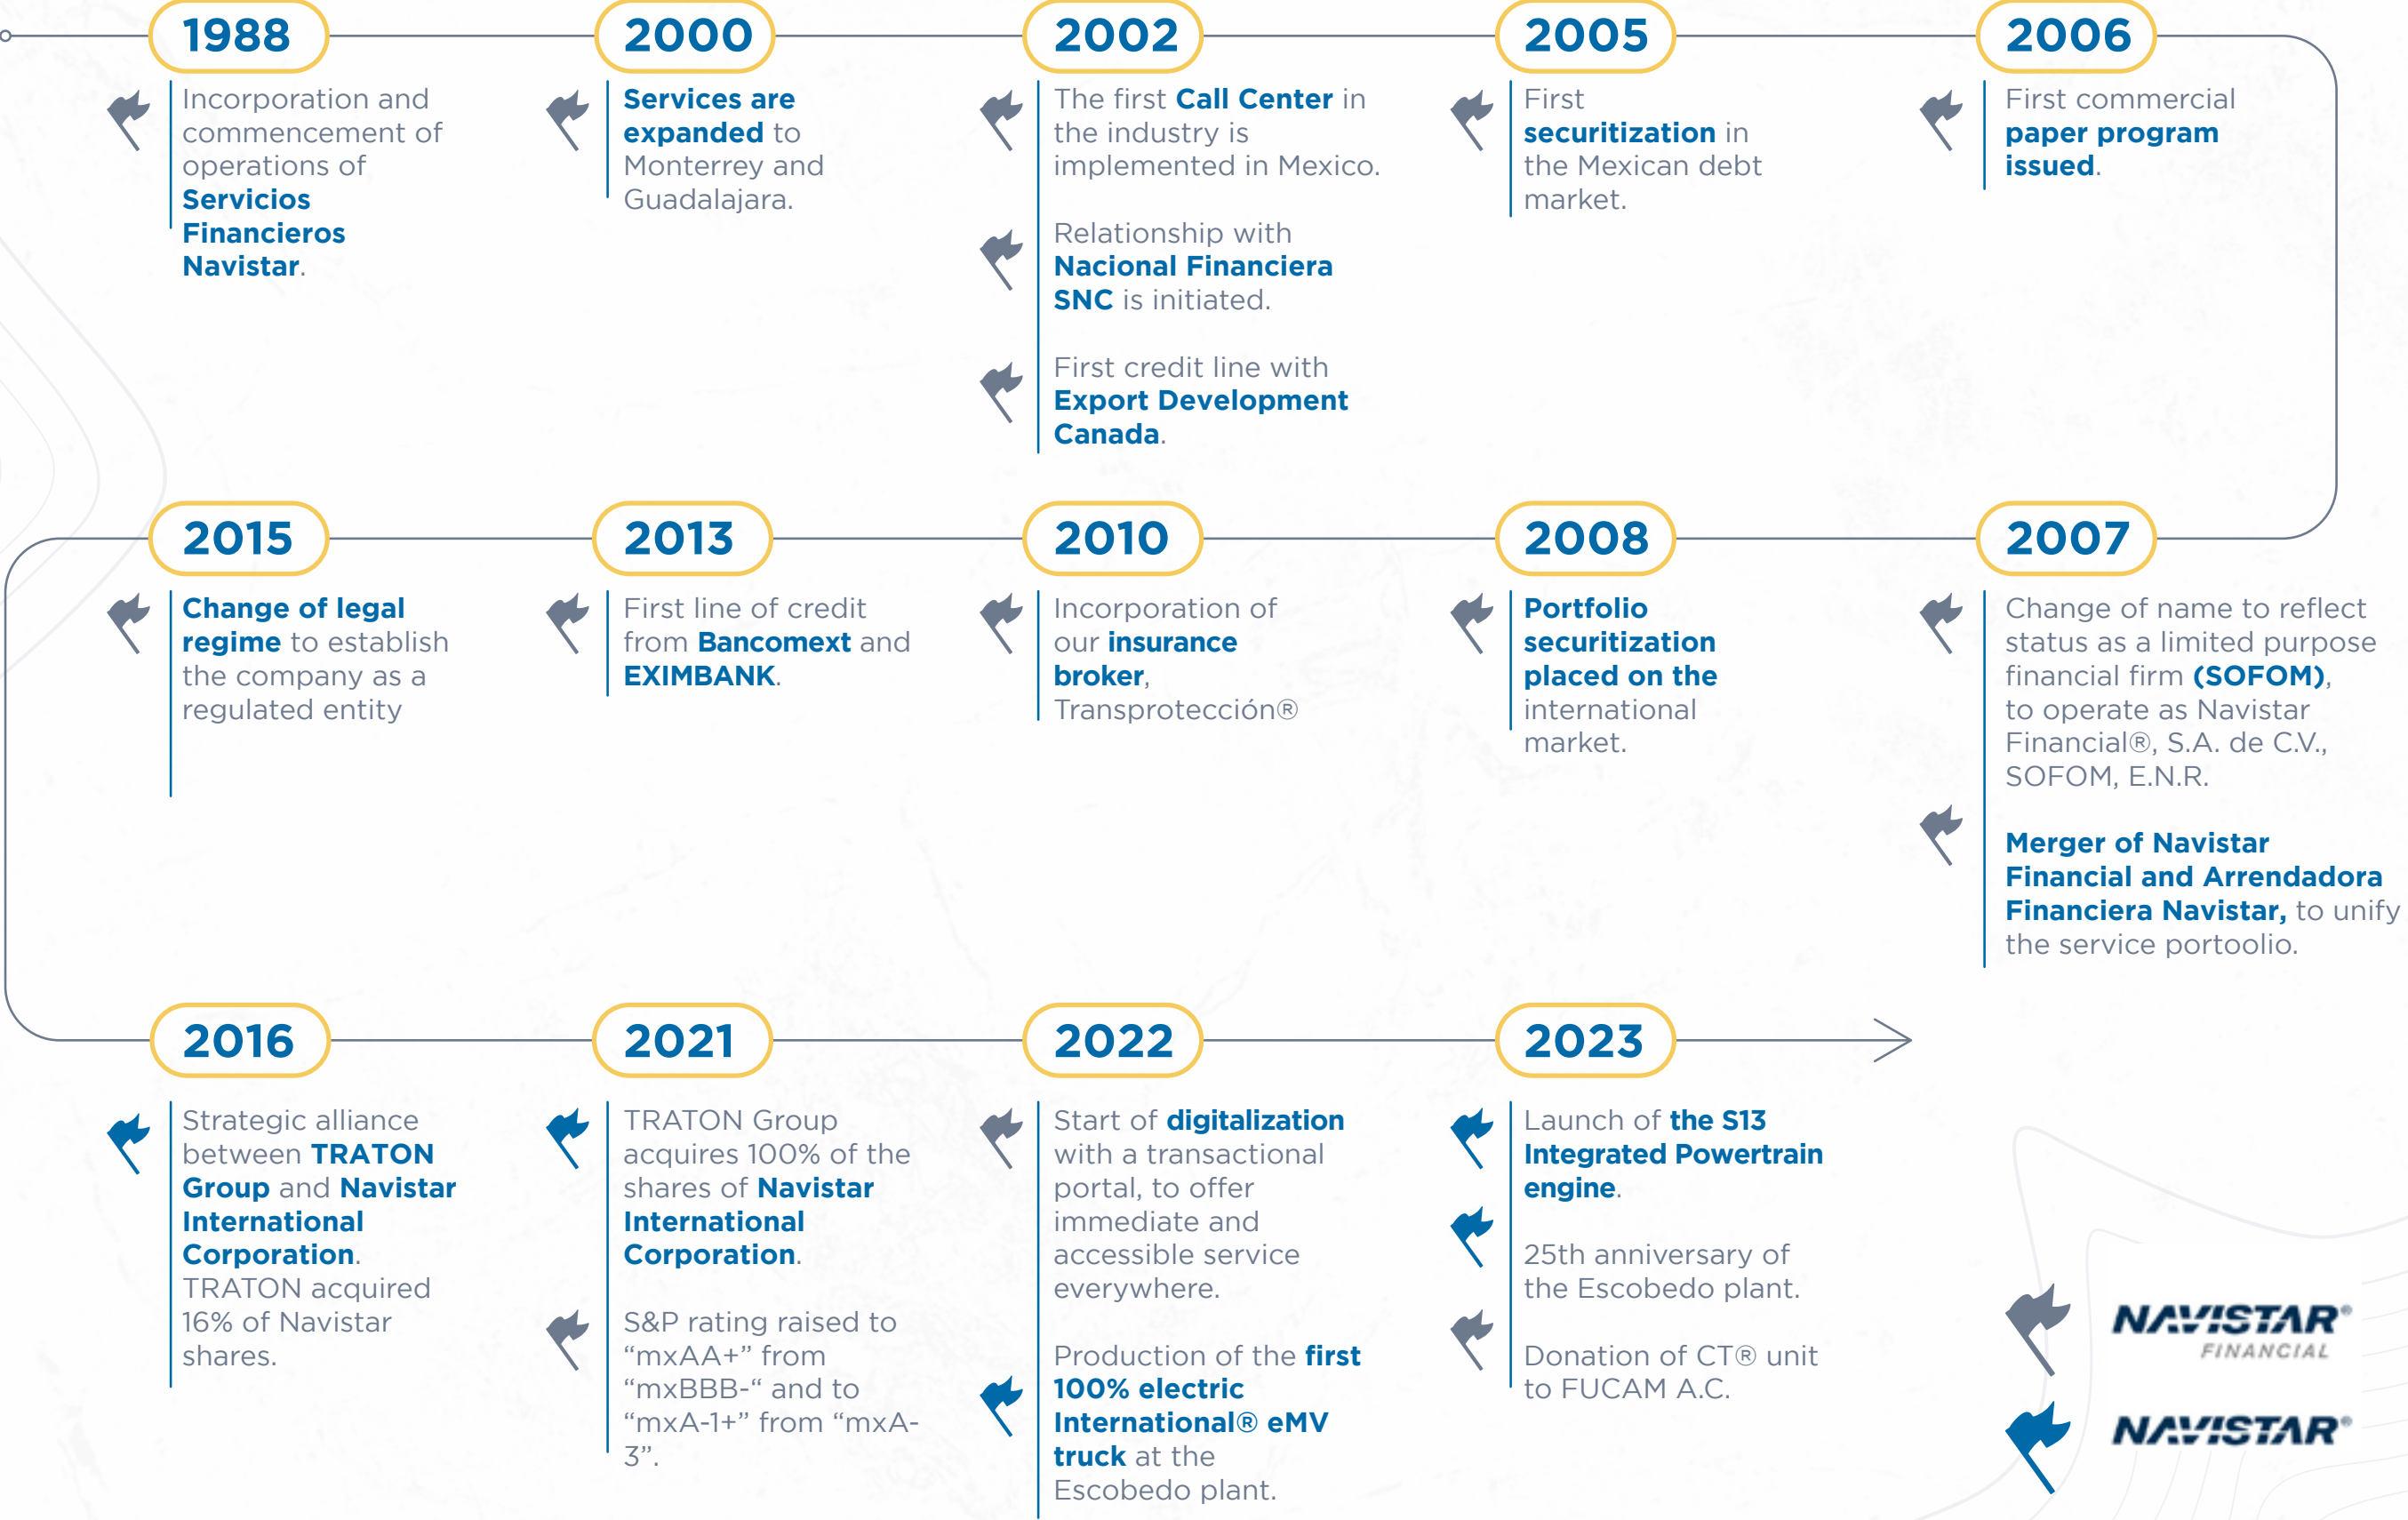 1988
Incorporation and
commencement of
operations of
Servicios
Financieros
Navistar.
2000
Services are
expanded to
Monterrey and
Guadalajara.
2002
The first Call Center in
the industry is
implemented in Mexico.
Relationship with
Nacional Financiera
SNC is initiated.
First credit line with
Export Development
Canada.
2005
First
securitization in
the Mexican debt
market.
2006
First commercial
paper program
issued.
2007
Change of name to reflect
status as a limited purpose
financial firm (SOFOM),
to operate as Navistar
Financial®, S.A. de C.V.,
SOFOM, E.N.R.
Merger of Navistar
Financial and Arrendadora
Financiera Navistar, to unify
the service portoolio.
2008
Portfolio
securitization
placed on the
international
market.
2010
Incorporation of
our insurance
broker,
Transprotección®
2013
First line of credit
from Bancomext and
EXIMBANK.
2015
Change of legal
regime to establish
the company as a
regulated entity
2016
Strategic alliance
between TRATON
Group and Navistar
International
Corporation.
TRATON acquired
16% of Navistar
shares.
2021
TRATON Group
acquires 100% of the
shares of Navistar
International
Corporation.
S&P rating raised to
“mxAA+” from
“mxBBB-“ and to
“mxA-1+” from “mxA-
3”.
2022
Start of digitalization
with a transactional
portal, to offer
immediate and
accessible service
everywhere.
Production of the first
100% electric
International® eMV
truck at the
Escobedo plant.
2023
Launch of the S13
Integrated Powertrain
engine.
25th anniversary of
the Escobedo plant.
Donation of CT® unit
to FUCAM A.C.
NAVISTAR®
FINANCIAL
NAVISTAR®